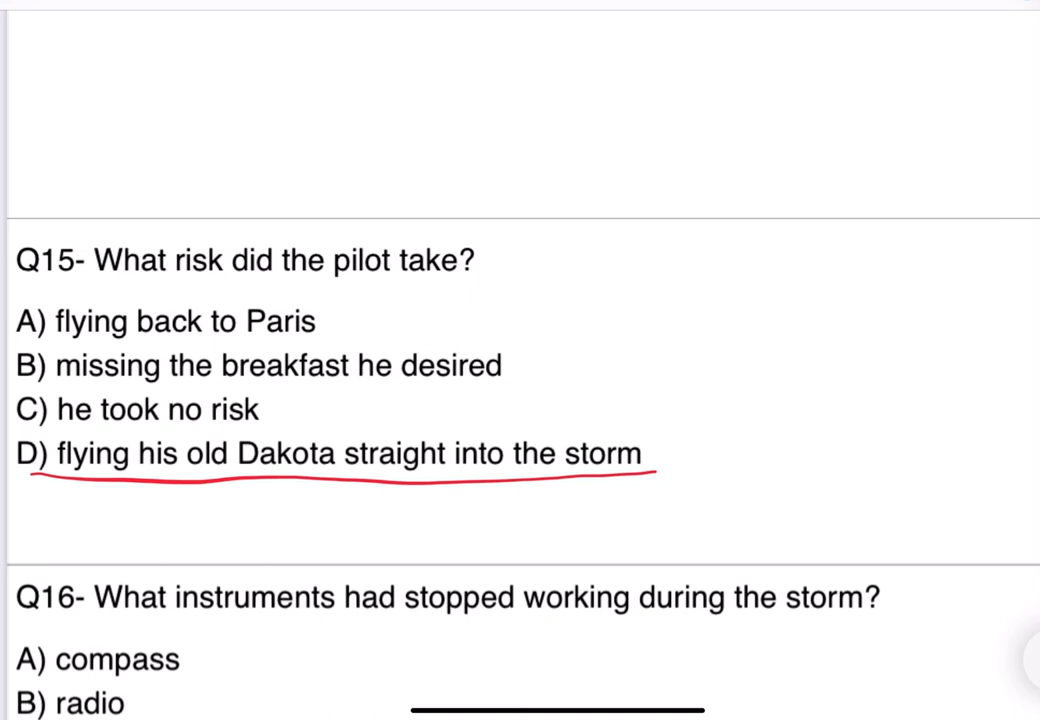 Q15- What risk did the pilot take?
A) flying back to Paris
B) missing the breakfast he desired
C) he took no risk
D) flying his old Dakota straight into the storm
Q16- What instruments had stopped working during the storm?
A) compass
B) radio